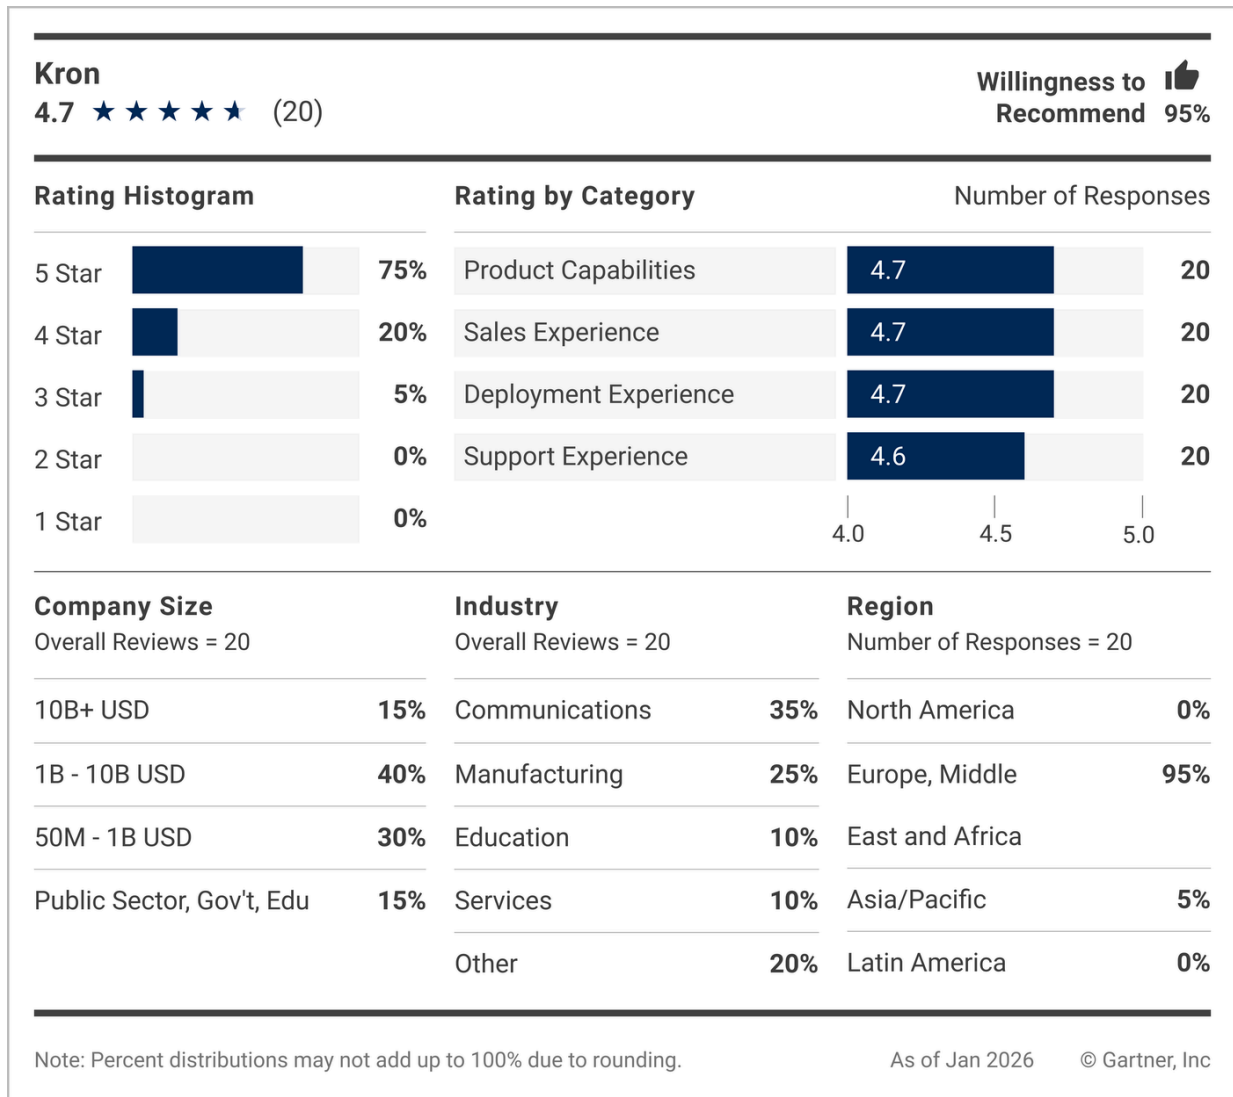 Kron
4.7 ★★★★★ (20)
Willingness to
Recommend 95%
Rating Histogram
5 Star 75%
4 Star 20%
3 Star 5%
2 Star 0%
1 Star 0%
Rating by Category Number of Responses
Product Capabilities 4.7 20
Sales Experience 4.7 20
Deployment Experience 4.7 20
Support Experience 4.6 20
4.0 4.5 5.0
Company Size
Overall Reviews = 20
10B+ USD 15%
1B - 10B USD 40%
50M - 1B USD 30%
Public Sector, Gov't, Edu 15%
Industry
Overall Reviews = 20
Communications 35%
Manufacturing 25%
Education 10%
Services 10%
Other 20%
Region
Number of Responses = 20
North America 0%
Europe, Middle 95%
East and Africa
Asia/Pacific 5%
Latin America 0%
Note: Percent distributions may not add up to 100% due to rounding. As of Jan 2026 © Gartner, Inc